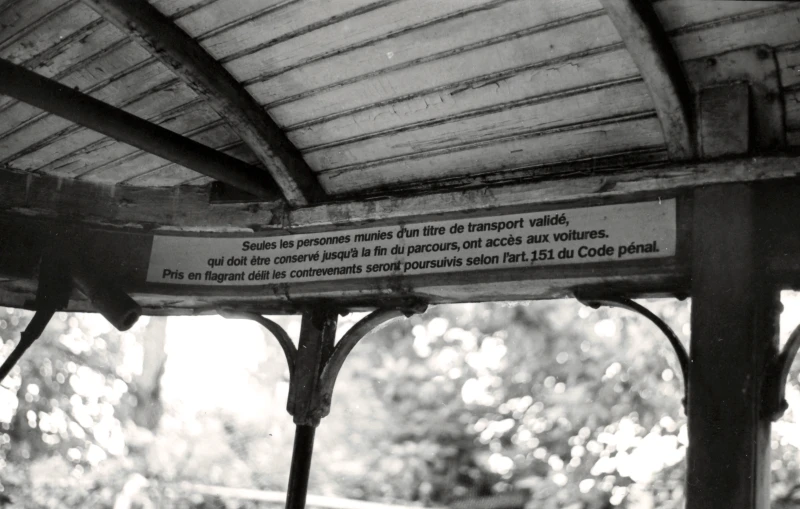 Seules les personnes munies d'un titre de transport validé,
qui doit être conservé jusqu'à la fin du parcours, ont accès aux voitures.
Pris en flagrant délit les contrevenants seront poursuivis selon l'art. 151 du Code pénal.